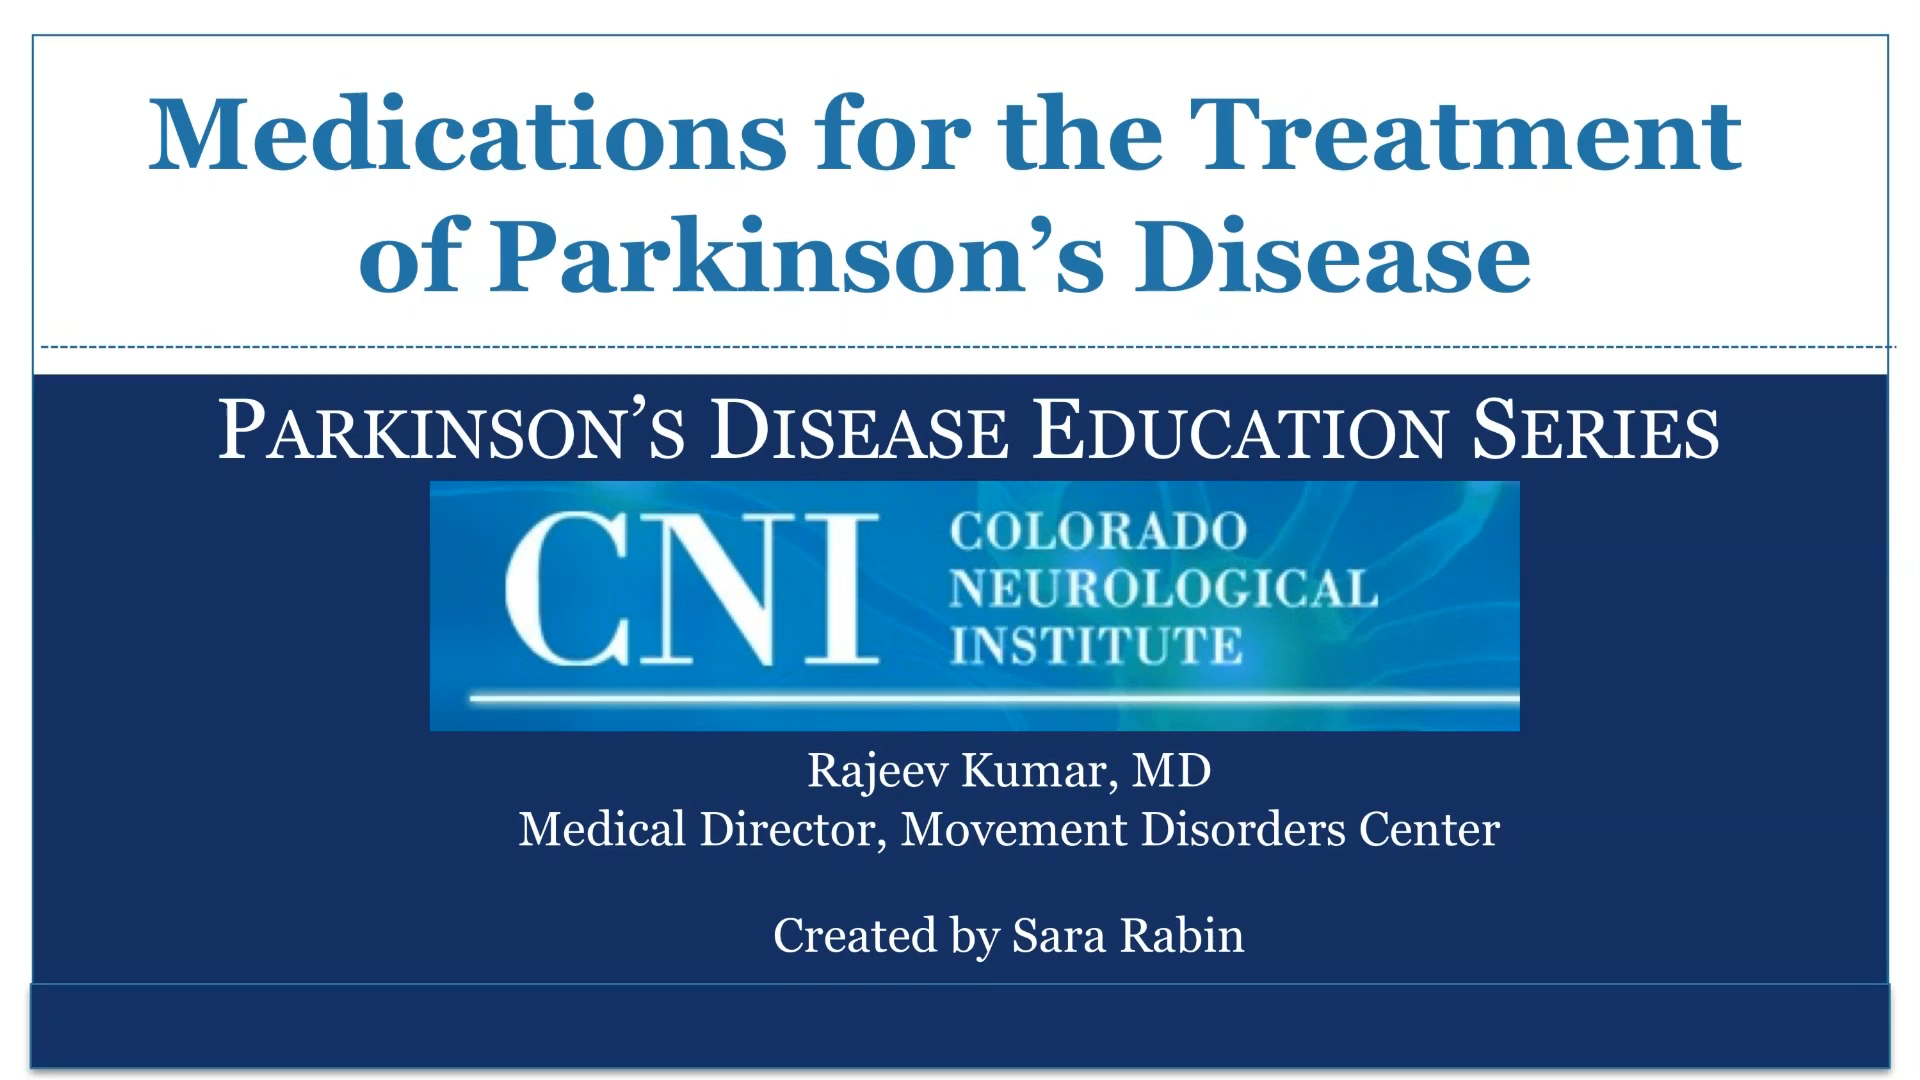 Medications for the Treatment
of Parkinson’s Disease
PARKINSON’S DISEASE EDUCATION SERIES
CNI
COLORADO
NEUROLOGICAL
INSTITUTE
Rajeev Kumar, MD
Medical Director, Movement Disorders Center
Created by Sara Rabin